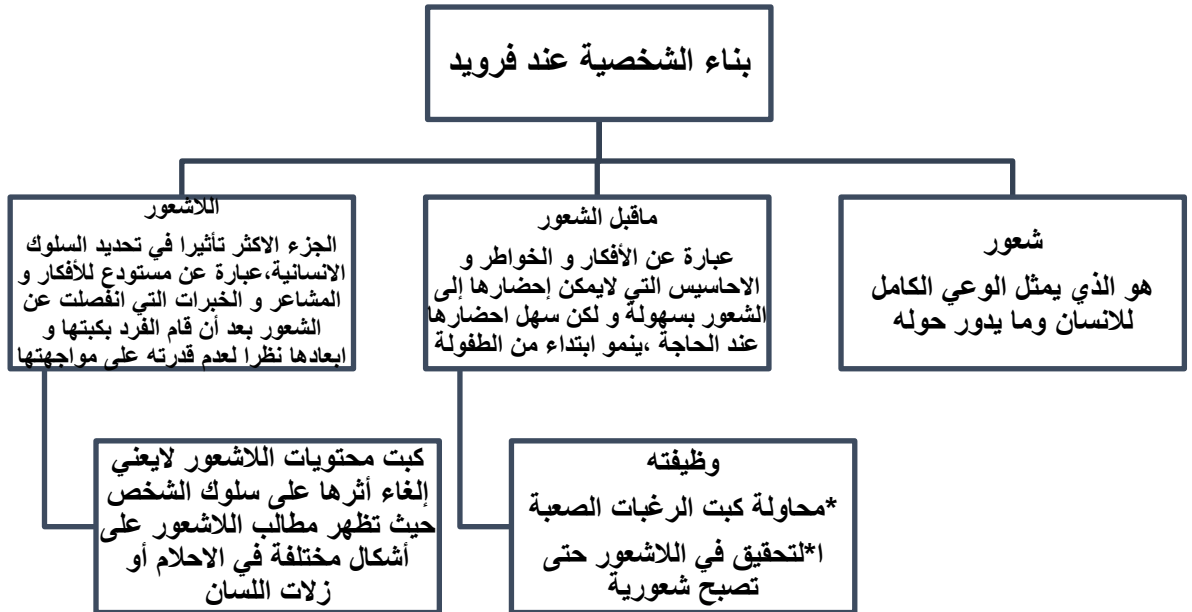 بناء الشخصية عند فرويد
شعور
هو الذي يمثل الوعي الكامل
للانسان وما يدور حوله
ماقبل الشعور
عبارة عن الأفكار و الخواطر و
الاحاسيس التي لايمكن إحضارها إلى
الشعور بسهولة و لكن سهل احضارها
عند الحاجة ،ينمو ابتداء من الطفولة
وظيفته
*محاولة كبت الرغبات الصعبة
ا*لتحقيق في اللاشعور حتى
تصبح شعورية
اللاشعور
الجزء الاكثر تأثيرا في تحديد السلوك
الانسانية،عبارة عن مستودع للأفكار و
المشاعر و الخبرات التي انفصلت عن
الشعور بعد أن قام الفرد بكبتها و
ابعادها نظرا لعدم قدرته على مواجهتها
كبت محتويات اللاشعور لايعني
إلغاء أثرها على سلوك الشخص
حيث تظهر مطالب اللاشعور على
أشكال مختلفة في الاحلام أو
زلات اللسان